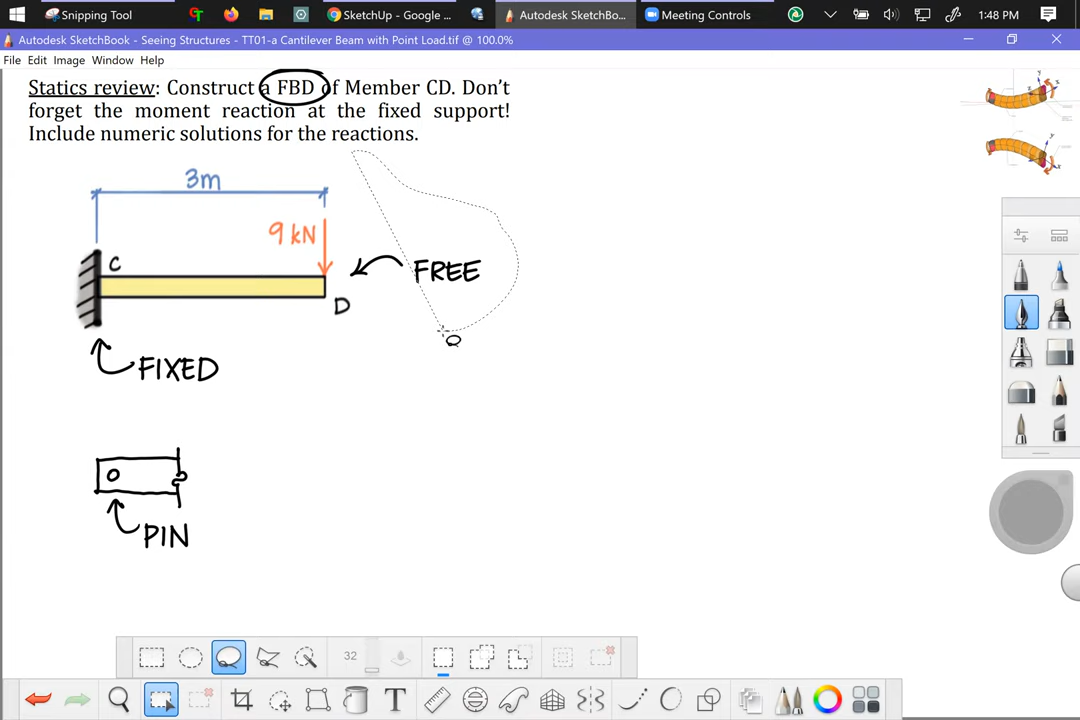 Snipping Tool
SketchUp - Google ...
Autodesk SketchBo...
Meeting Controls
1:48 PM
Autodesk SketchBook - Seeing Structures - TT01-a Cantilever Beam with Point Load.tif @ 100.0%
File Edit Image Window Help
Statics review: Construct a FBD of Member CD. Don't
forget the moment reaction at the fixed support!
Include numeric solutions for the reactions.
3m
9 kN
C
FREE
D
FIXED
PIN
32
T